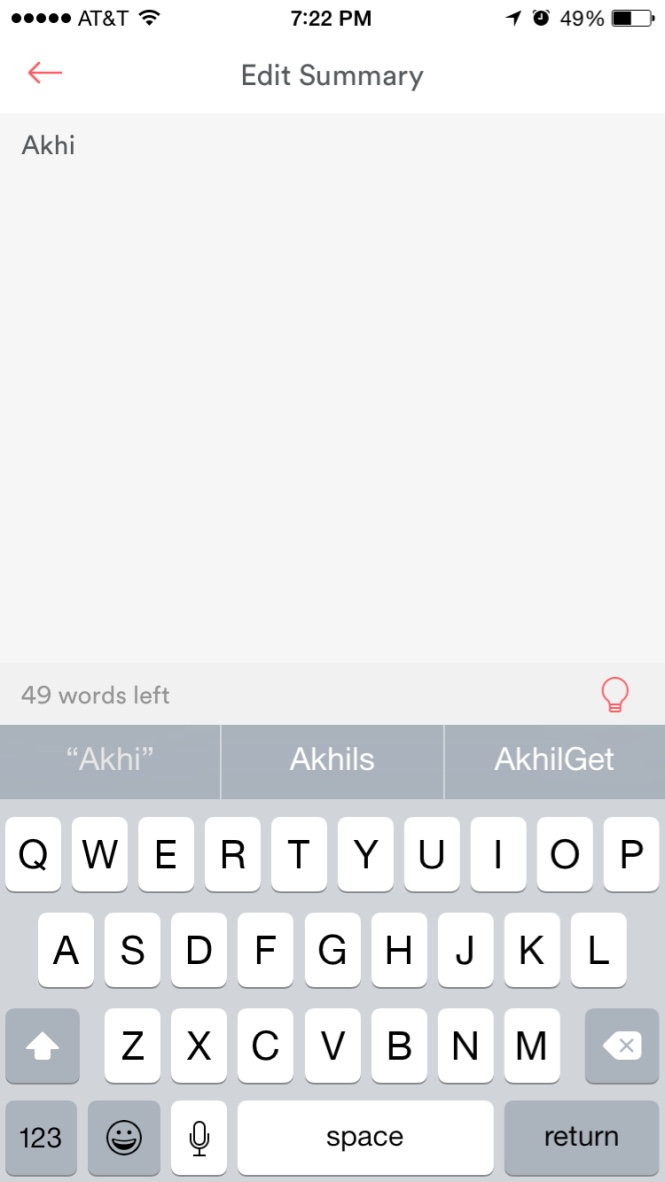 AT&T 7:22 PM 49%
Edit Summary
Akhi
49 words left
“Akhi” Akhils AkhilGet
Q W E R T Y U I O P
A S D F G H J K L
Z X C V B N M
123 space return